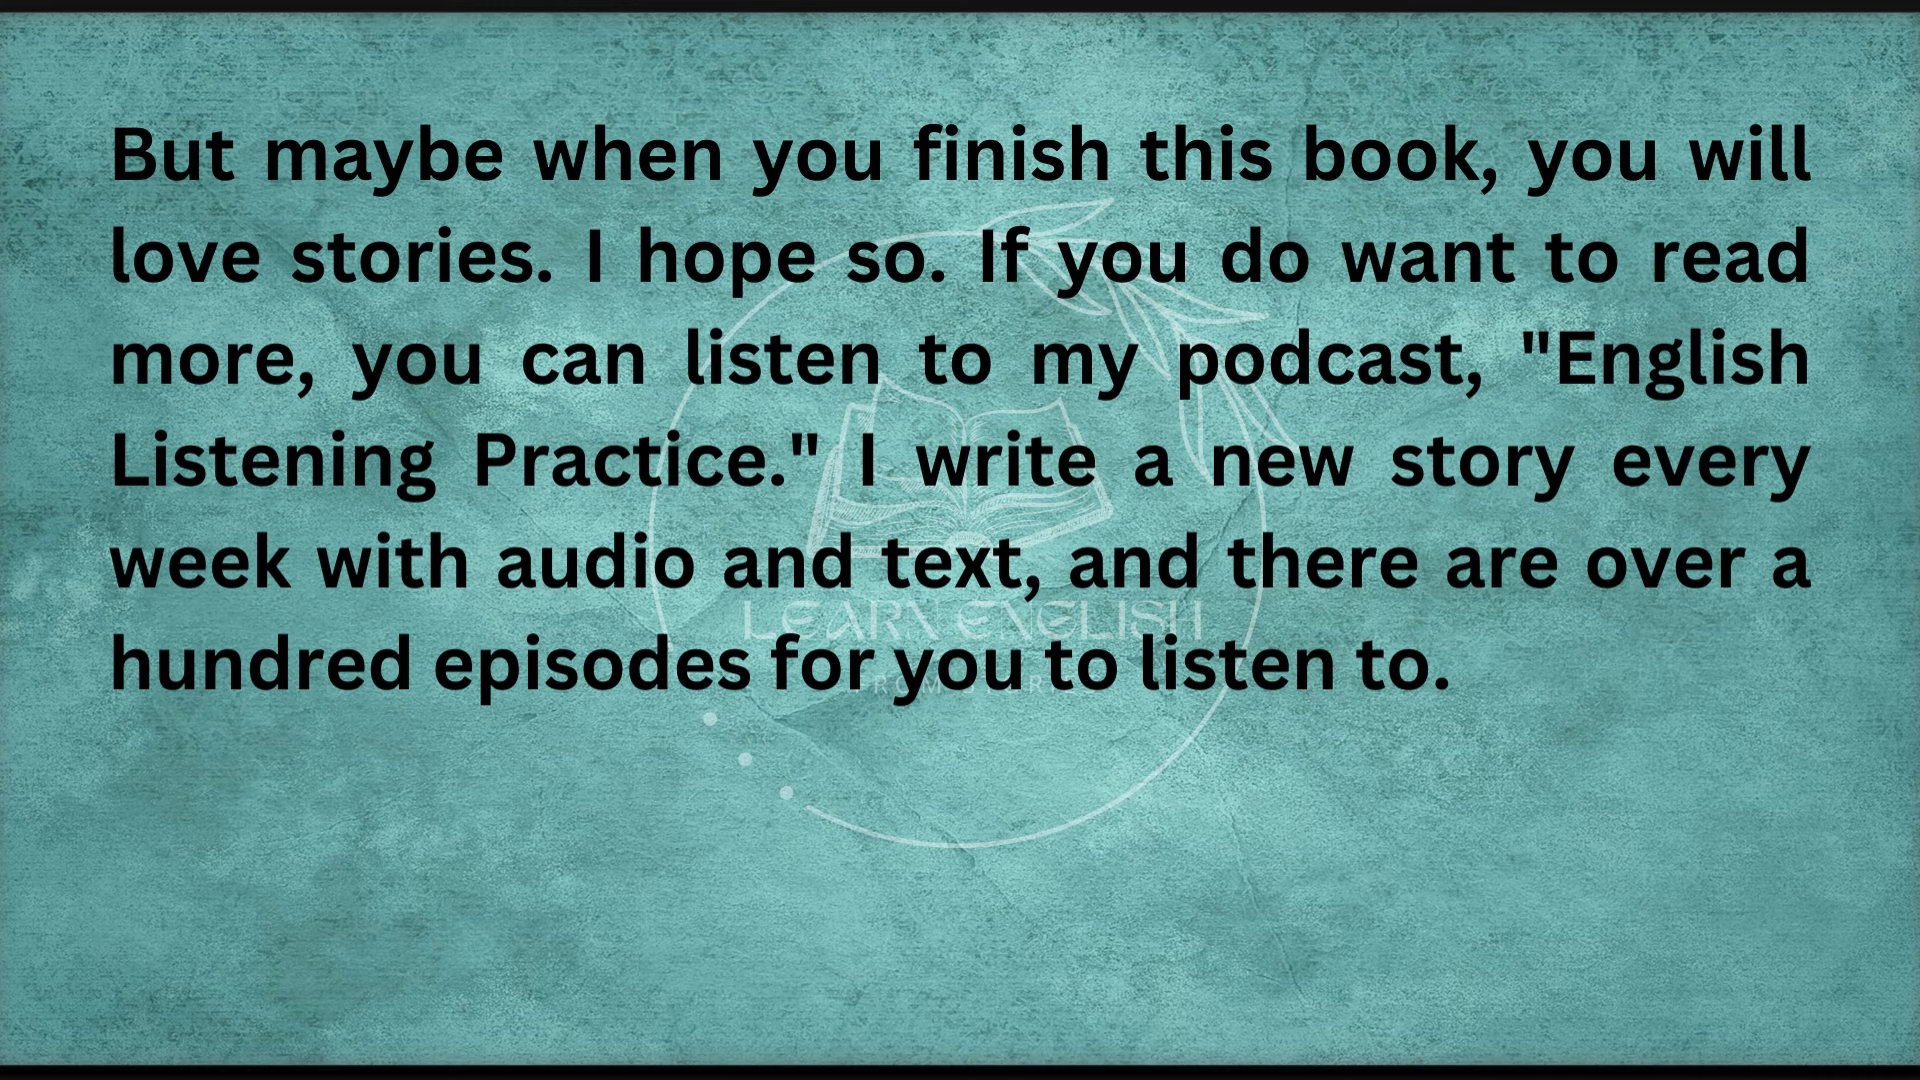 But maybe when you finish this book, you will
love stories. I hope so. If you do want to read
more, you can listen to my podcast, "English
Listening Practice." I write a new story every
week with audio and text, and there are over a
hundred episodes for you to listen to.
LEARN ENGLISH